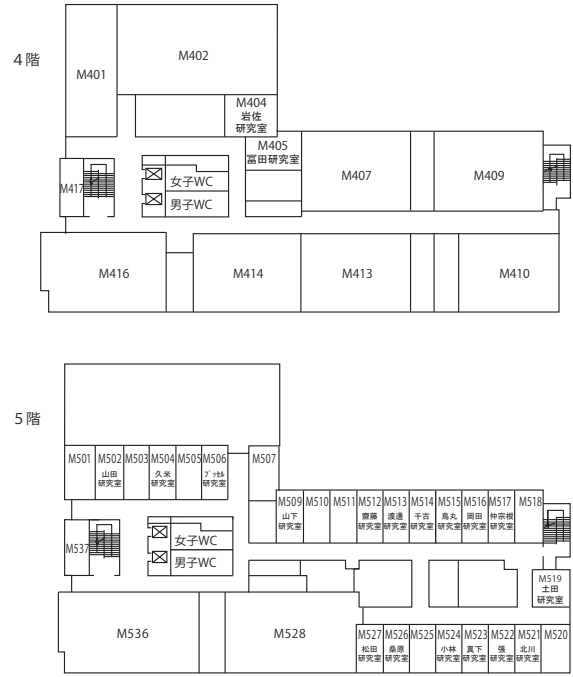 4階
M401
M402
M404
岩佐
研究室
M405
冨田研究室
M407
M409
M417
女子WC
男子WC
M416
M414
M413
M410
5階
M501
M502
山田
研究室
M503
M504
久米
研究室
M505
M506
ブッセル
研究室
M507
M509
山下
研究室
M510
M511
M512
齋藤
研究室
M513
渡邊
研究室
M514
千古
研究室
M515
鳥丸
研究室
M516
岡田
研究室
M517
仲宗根
研究室
M518
M537
女子WC
男子WC
M519
土田
研究室
M536
M528
M527
松田
研究室
M526
桑原
研究室
M525
M524
小林
研究室
M523
真下
研究室
M522
張
研究室
M521
北川
研究室
M520